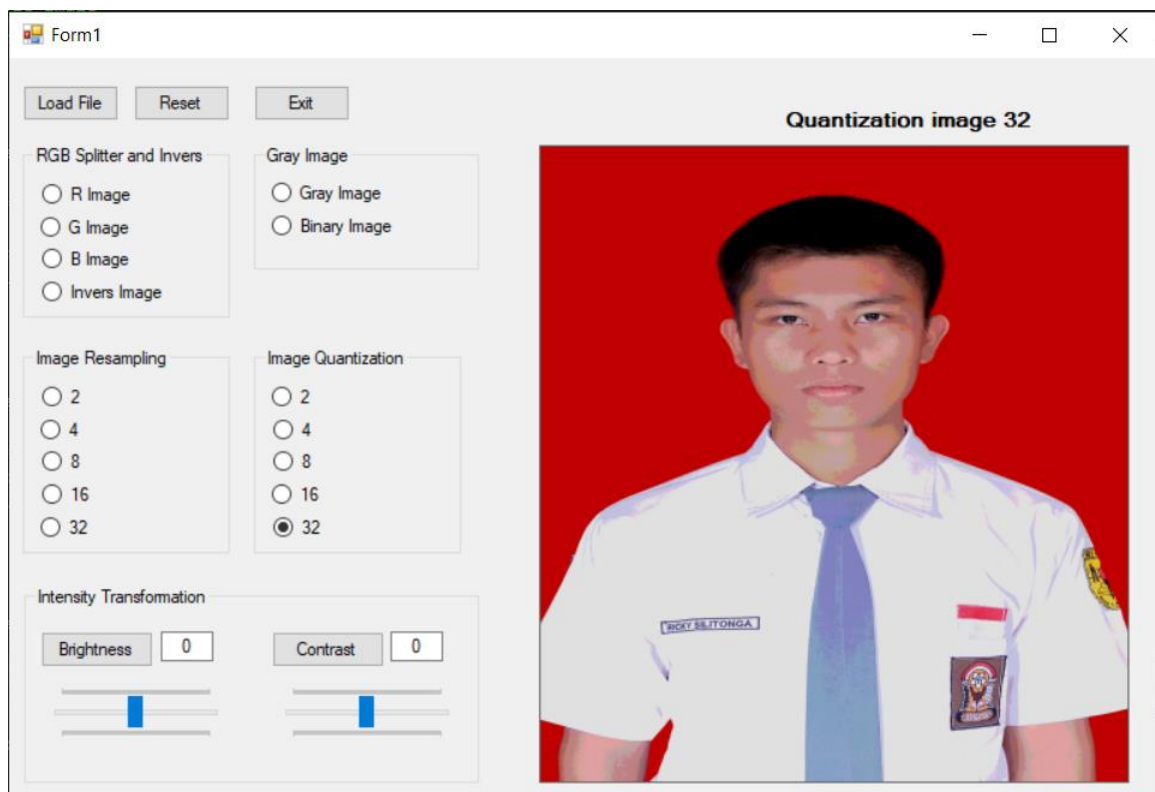 Form1
Load File Reset Exit
Quantization image 32
RGB Splitter and Invers
R Image
G Image
B Image
Invers Image
Gray Image
Gray Image
Binary Image
Image Resampling
2
4
8
16
32
Image Quantization
2
4
8
16
32
Intensity Transformation
Brightness 0 Contrast 0
RICKY SILITONGA